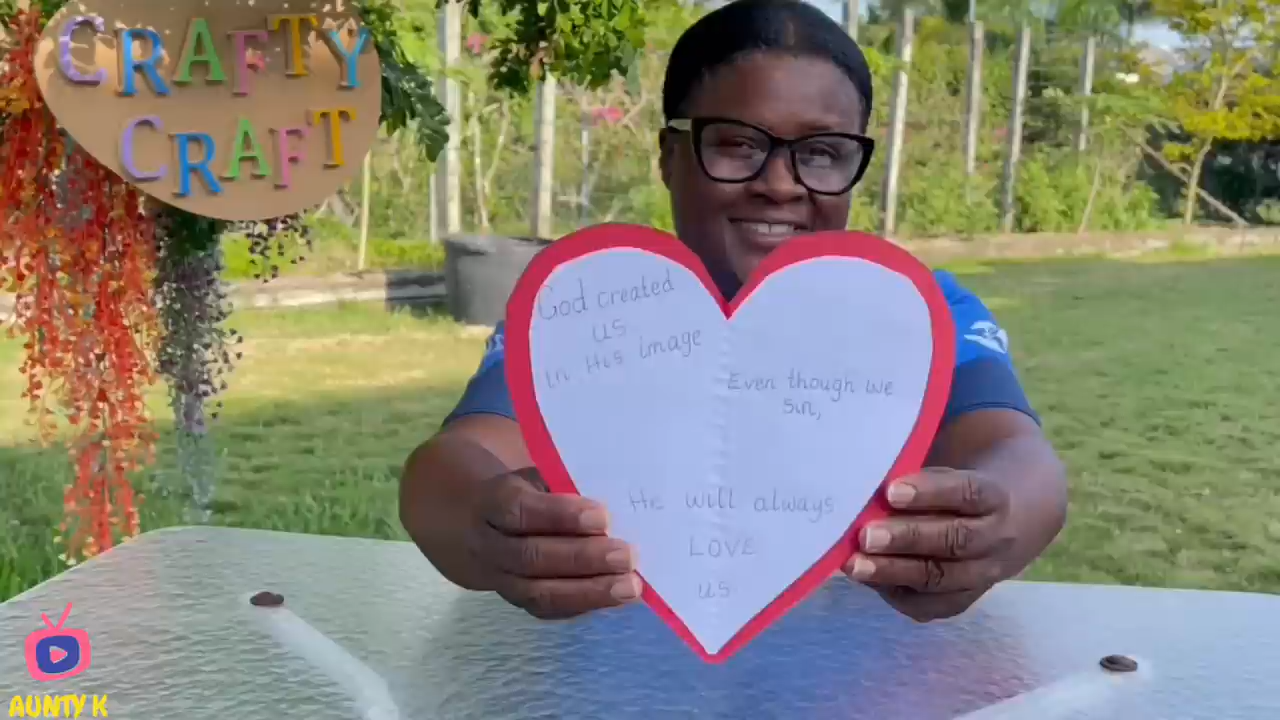 CRAFTY
CRAFT
God created
us
in His image
Even though we
sin,
He will always
LOVE
us
AUNTY K